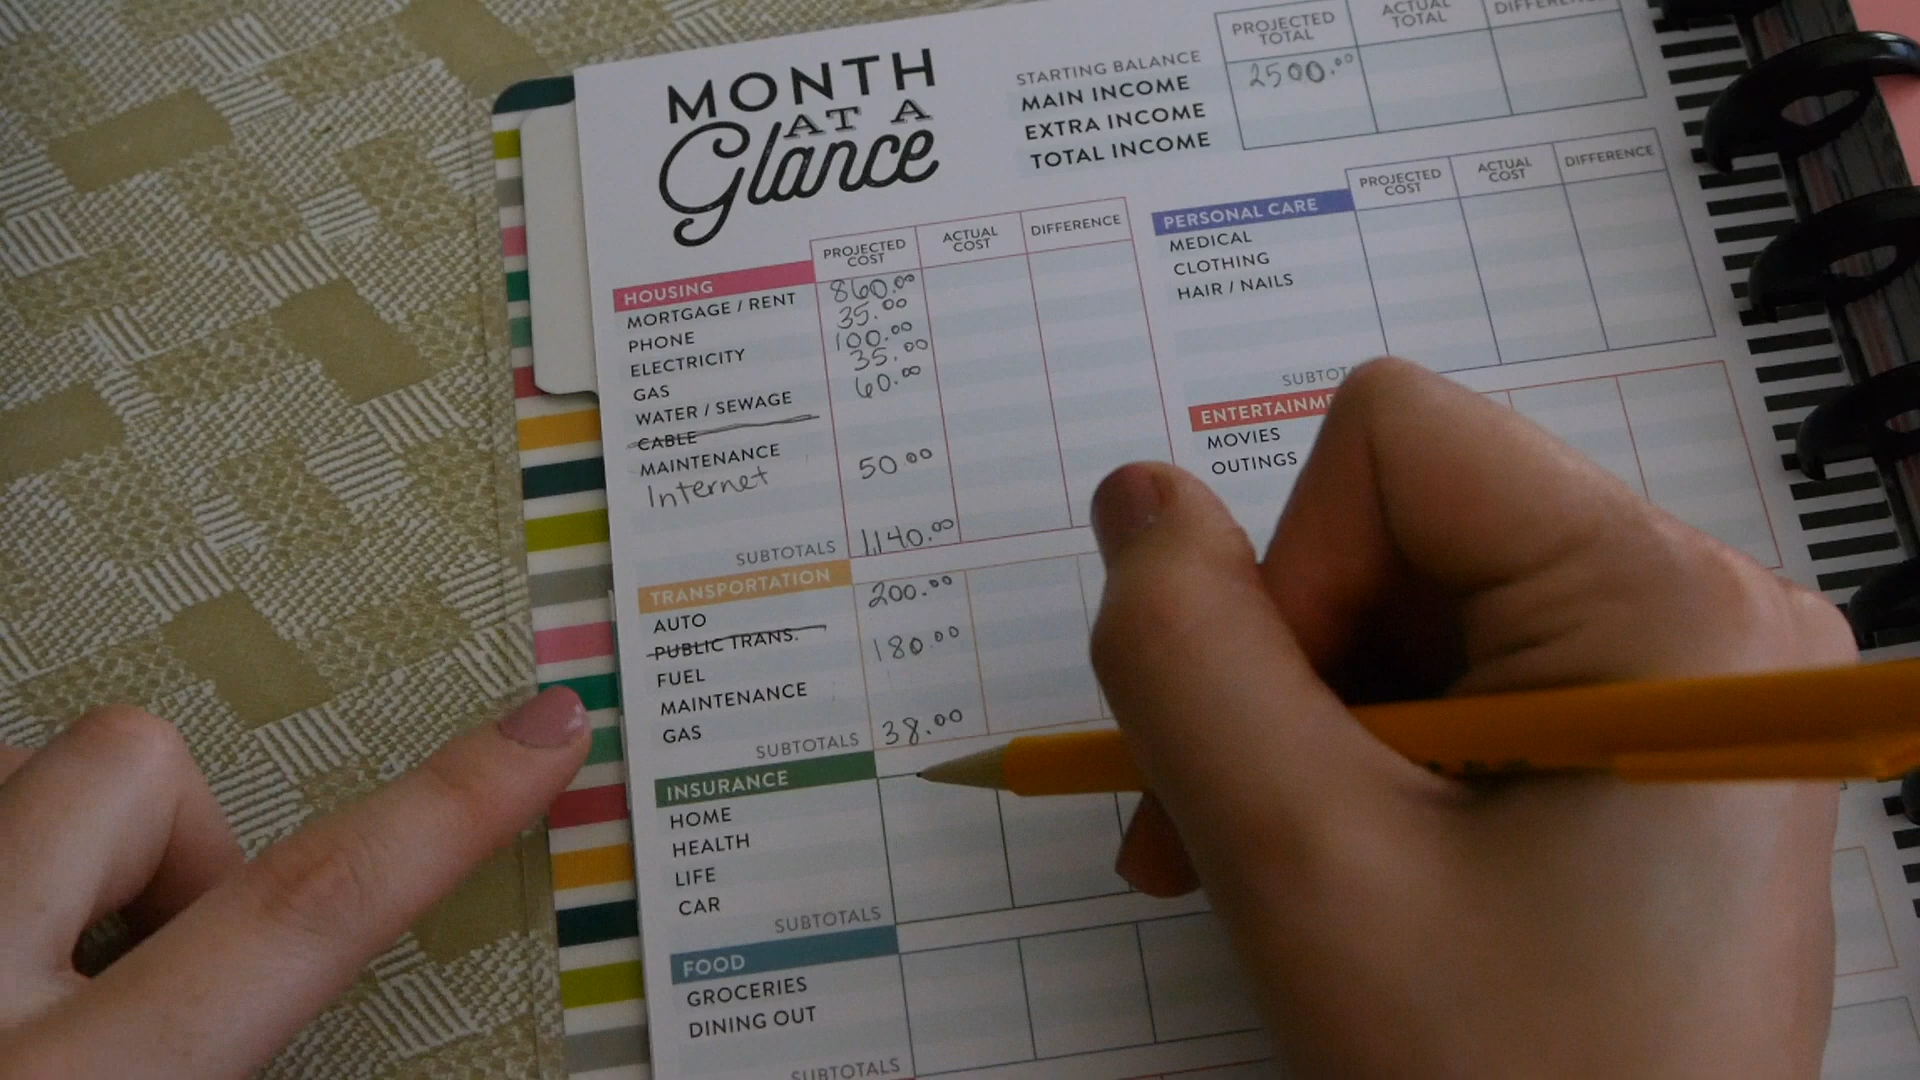 MONTH
AT A
Glance
STARTING BALANCE
MAIN INCOME
EXTRA INCOME
TOTAL INCOME
PROJECTED TOTAL
ACTUAL TOTAL
2500.00
PROJECTED COST
ACTUAL COST
DIFFERENCE
HOUSING
MORTGAGE / RENT 860.00
PHONE 35.00
ELECTRICITY 100.00
GAS 35.00
WATER / SEWAGE 60.00
CABLE
MAINTENANCE
Internet 50.00
SUBTOTALS 1,140.00
TRANSPORTATION
AUTO 200.00
PUBLIC TRANS.
FUEL 180.00
MAINTENANCE
GAS
SUBTOTALS 38.00
INSURANCE
HOME
HEALTH
LIFE
CAR
SUBTOTALS
FOOD
GROCERIES
DINING OUT
SUBTOTALS
PROJECTED COST
ACTUAL COST
DIFFERENCE
PERSONAL CARE
MEDICAL
CLOTHING
HAIR / NAILS
MOVIES
OUTINGS